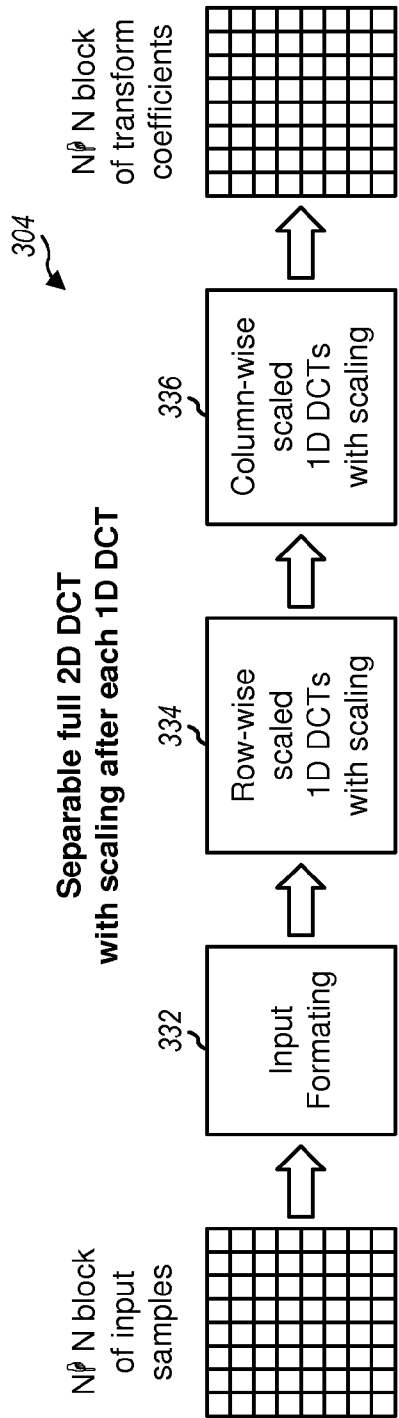 304
Separable full 2D DCT
with scaling after each 1D DCT
N N block
of input
samples
332
Input
Formating
334
Row-wise
scaled
1D DCTs
with scaling
336
Column-wise
scaled
1D DCTs
with scaling
N N block
of transform
coefficients